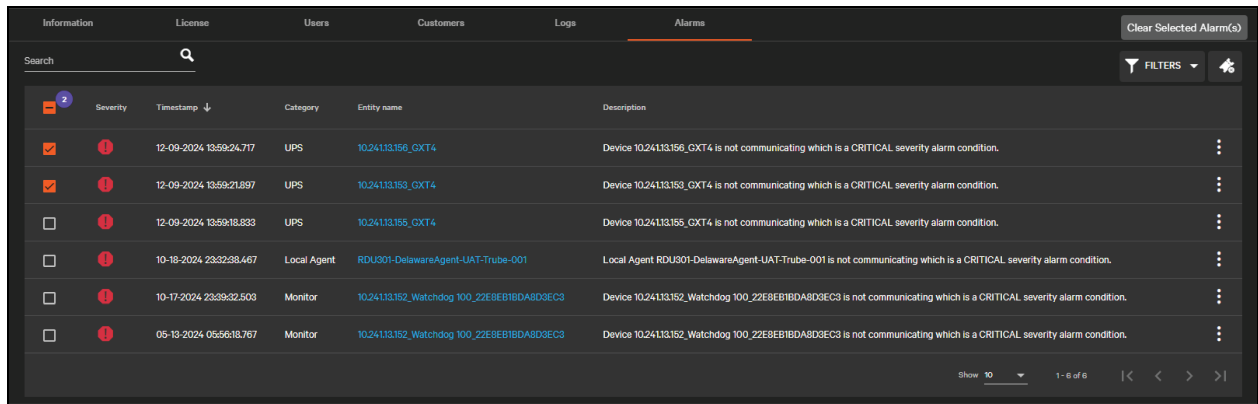 Information License Users Customers Logs Alarms Clear Selected Alarm(s)
Search FILTERS
2 Severity Timestamp Category Entity name Description
12-09-2024 13:59:24.717 UPS 10.241.13.156_GXT4 Device 10.241.13.156_GXT4 is not communicating which is a CRITICAL severity alarm condition.
12-09-2024 13:59:21.897 UPS 10.241.13.153_GXT4 Device 10.241.13.153_GXT4 is not communicating which is a CRITICAL severity alarm condition.
12-09-2024 13:59:18.833 UPS 10.241.13.155_GXT4 Device 10.241.13.155_GXT4 is not communicating which is a CRITICAL severity alarm condition.
10-18-2024 23:32:38.467 Local Agent RDU301-DelawareAgent-UAT-Trube-001 Local Agent RDU301-DelawareAgent-UAT-Trube-001 is not communicating which is a CRITICAL severity alarm condition.
10-17-2024 23:39:32.503 Monitor 10.241.13.152_Watchdog 100_22E8EB1BDA8D3EC3 Device 10.241.13.152_Watchdog 100_22E8EB1BDA8D3EC3 is not communicating which is a CRITICAL severity alarm condition.
05-13-2024 05:56:18.767 Monitor 10.241.13.152_Watchdog 100_22E8EB1BDA8D3EC3 Device 10.241.13.152_Watchdog 100_22E8EB1BDA8D3EC3 is not communicating which is a CRITICAL severity alarm condition.
Show 10 1 - 6 of 6